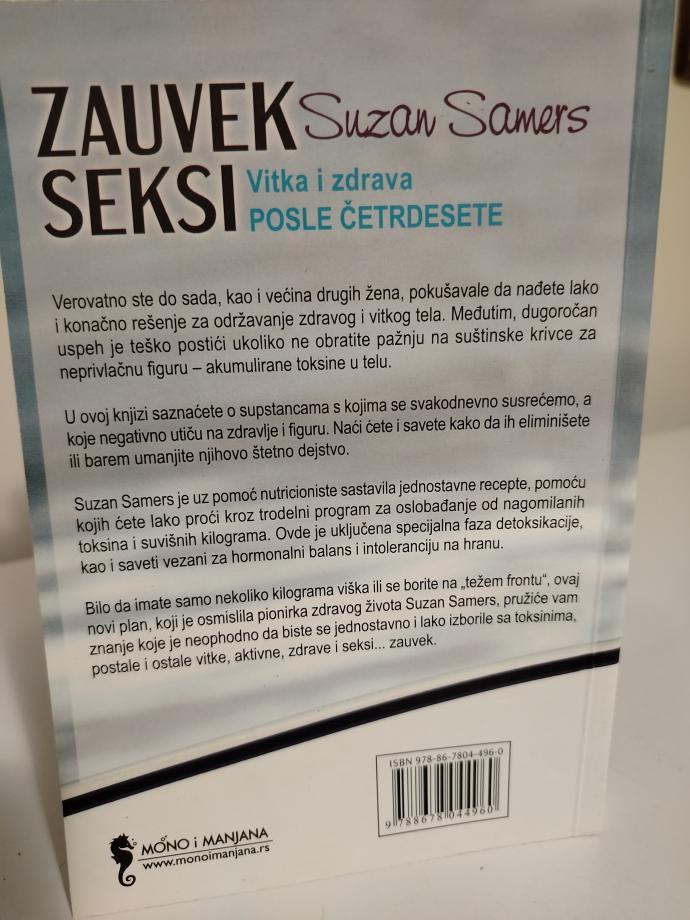 ZAUVEK Suzan Samers
SEKSI Vitka i zdrava
POSLE ČETRDESETE
Verovatno ste do sada, kao i većina drugih žena, pokušavale da nađete lako
i konačno rešenje za održavanje zdravog i vitkog tela. Međutim, dugoročan
uspeh je teško postići ukoliko ne obratite pažnju na suštinske krivce za
neprivlačnu figuru – akumulirane toksine u telu.
U ovoj knjizi saznaćete o supstancama s kojima se svakodnevno susrećemo, a
koje negativno utiču na zdravlje i figuru. Naći ćete i savete kako da ih eliminišete
ili barem umanjite njihovo štetno dejstvo.
Suzan Samers je uz pomoć nutricioniste sastavila jednostavne recepte, pomoću
kojih ćete lako proći kroz trodelni program za oslobađanje od nagomilanih
toksina i suvišnih kilograma. Ovde je uključena specijalna faza detoksikacije,
kao i saveti vezani za hormonalni balans i intoleranciju na hranu.
Bilo da imate samo nekoliko kilograma viška ili se borite na „težem frontu“, ovaj
novi plan, koji je osmislila pionirka zdravog života Suzan Samers, pružiće vam
znanje koje je neophodno da biste se jednostavno i lako izborile sa toksinima,
postale i ostale vitke, aktivne, zdrave i seksi... zauvek.
ISBN 978-86-7804-496-0
9 788678 044960
MONO i MANJANA
www.monoimanjana.rs